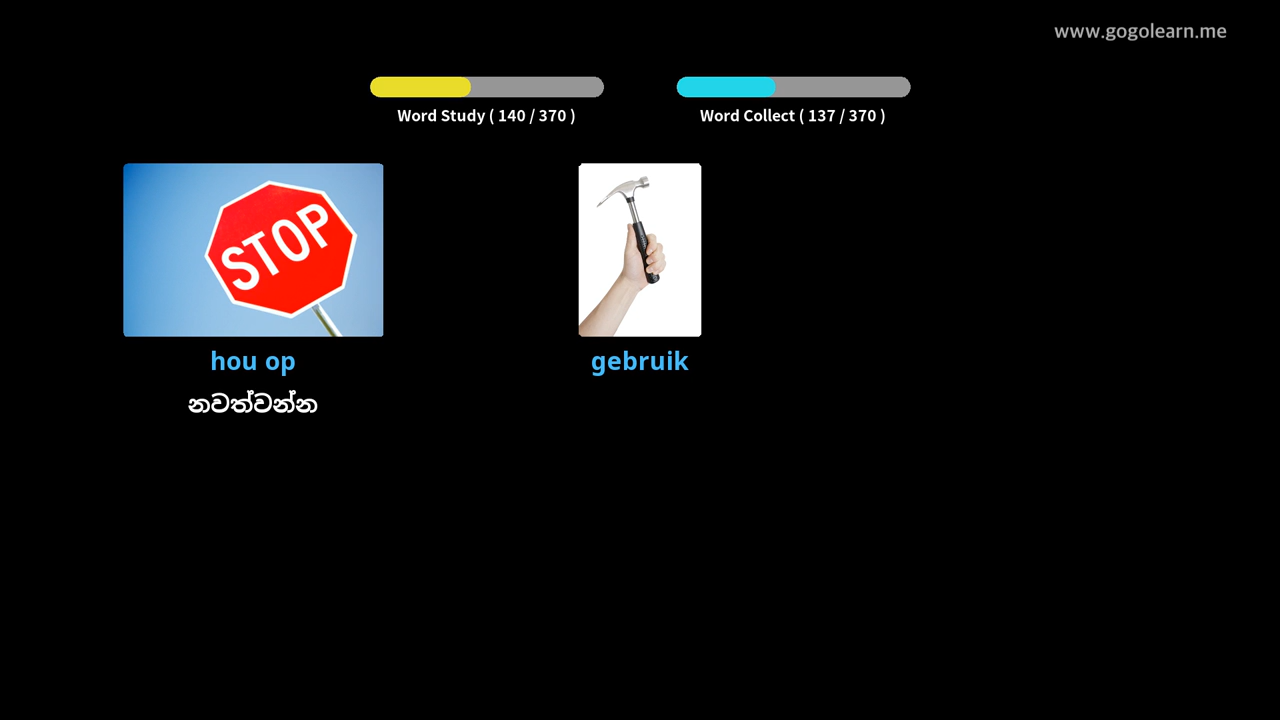 www.gogolearn.me
Word Study ( 140 / 370 )
Word Collect ( 137 / 370 )
STOP
hou op
gebruik
නවත්වන්න